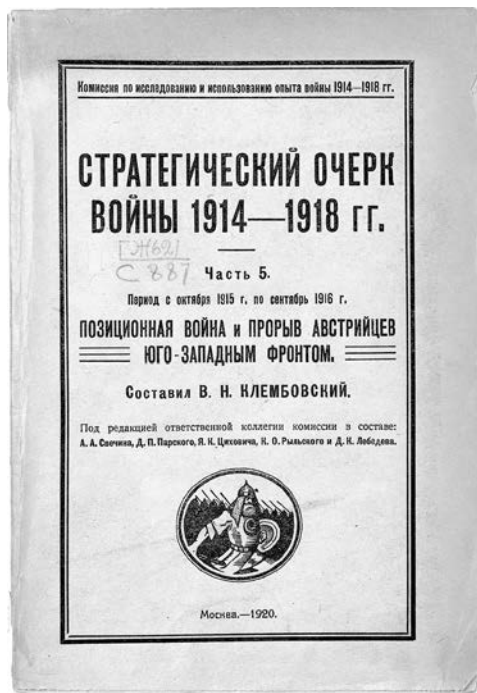 Комиссия по исследованию и использованию опыта войны 1914—1918 гг.
СТРАТЕГИЧЕСКИЙ ОЧЕРК
ВОЙНЫ 1914—1918 гг.
[Ж62]
С 887
Часть 5.
Период с октября 1915 г. по сентябрь 1916 г.
ПОЗИЦИОННАЯ ВОЙНА и ПРОРЫВ АВСТРИЙЦЕВ
ЮГО-ЗАПАДНЫМ ФРОНТОМ.
Составил В. Н. КЛЕМБОВСКИЙ.
Под редакцией ответственной коллегии комиссии в составе:
А. А. Свечина, Д. П. Парского, Я. К. Циховича, К. О. Рыльского и Д. К. Лебедева.
Москва.—1920.